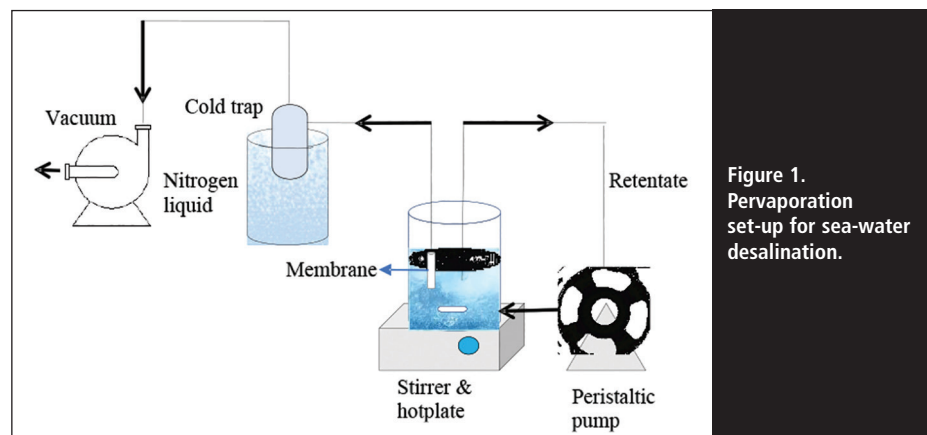 Vacuum
Cold trap
Nitrogen
liquid
Membrane
Retentate
Stirrer &
hotplate
Peristaltic
pump
Figure 1.
Pervaporation
set-up for sea-water
desalination.